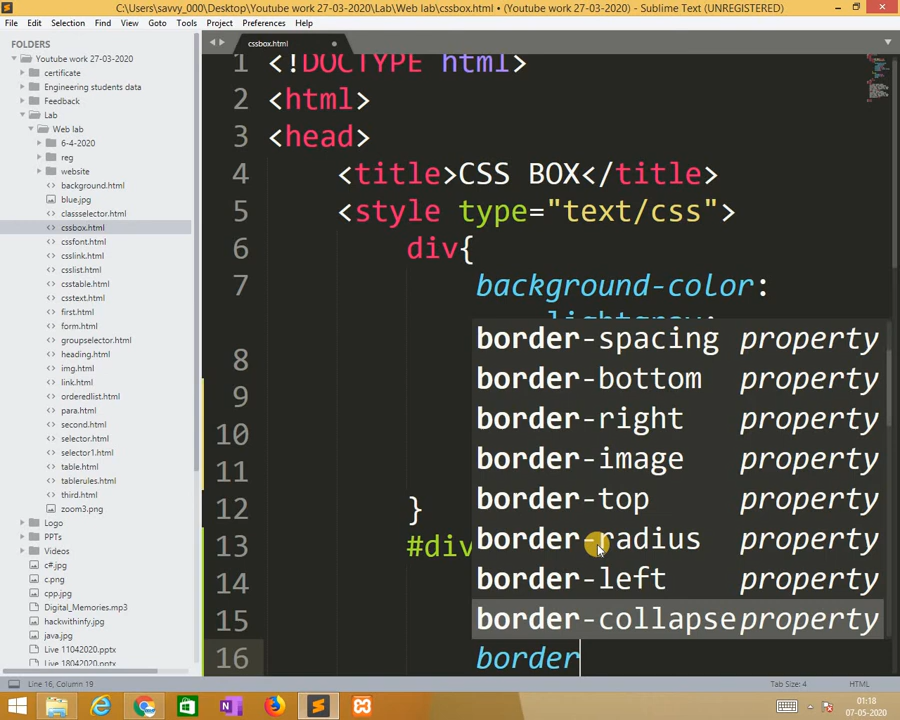 C:\Users\savvy_000\Desktop\Youtube work 27-03-2020\Lab\Web lab\cssbox.html • (Youtube work 27-03-2020) - Sublime Text (UNREGISTERED)
File Edit Selection Find View Goto Tools Project Preferences Help
FOLDERS
Youtube work 27-03-2020
certificate
Engineering students data
Feedback
Lab
Web lab
6-4-2020
reg
website
background.html
blue.jpg
classselector.html
cssbox.html
cssfont.html
csslink.html
csslist.html
csstable.html
csstext.html
first.html
form.html
groupselector.html
heading.html
img.html
link.html
orderedlist.html
para.html
second.html
selector.html
selector1.html
table.html
tablerules.html
third.html
zoom3.png
Logo
PPTs
Videos
c#.jpg
c.png
cpp.jpg
Digital_Memories.mp3
hackwithinfy.jpg
java.jpg
Live 11042020.pptx
Live 18042020.pptx
cssbox.html
1 <!DOCTYPE html>
2 <html>
3 <head>
4 <title>CSS BOX</title>
5 <style type="text/css">
6 div{
7 background-color:
lightgray;
8
9
10
11
12 }
13 #div
14
15
16 border
border-spacing property
border-bottom property
border-right property
border-image property
border-top property
border-radius property
border-left property
border-collapse property
Line 16, Column 19
Tab Size: 4
HTML
01:18
07-05-2020